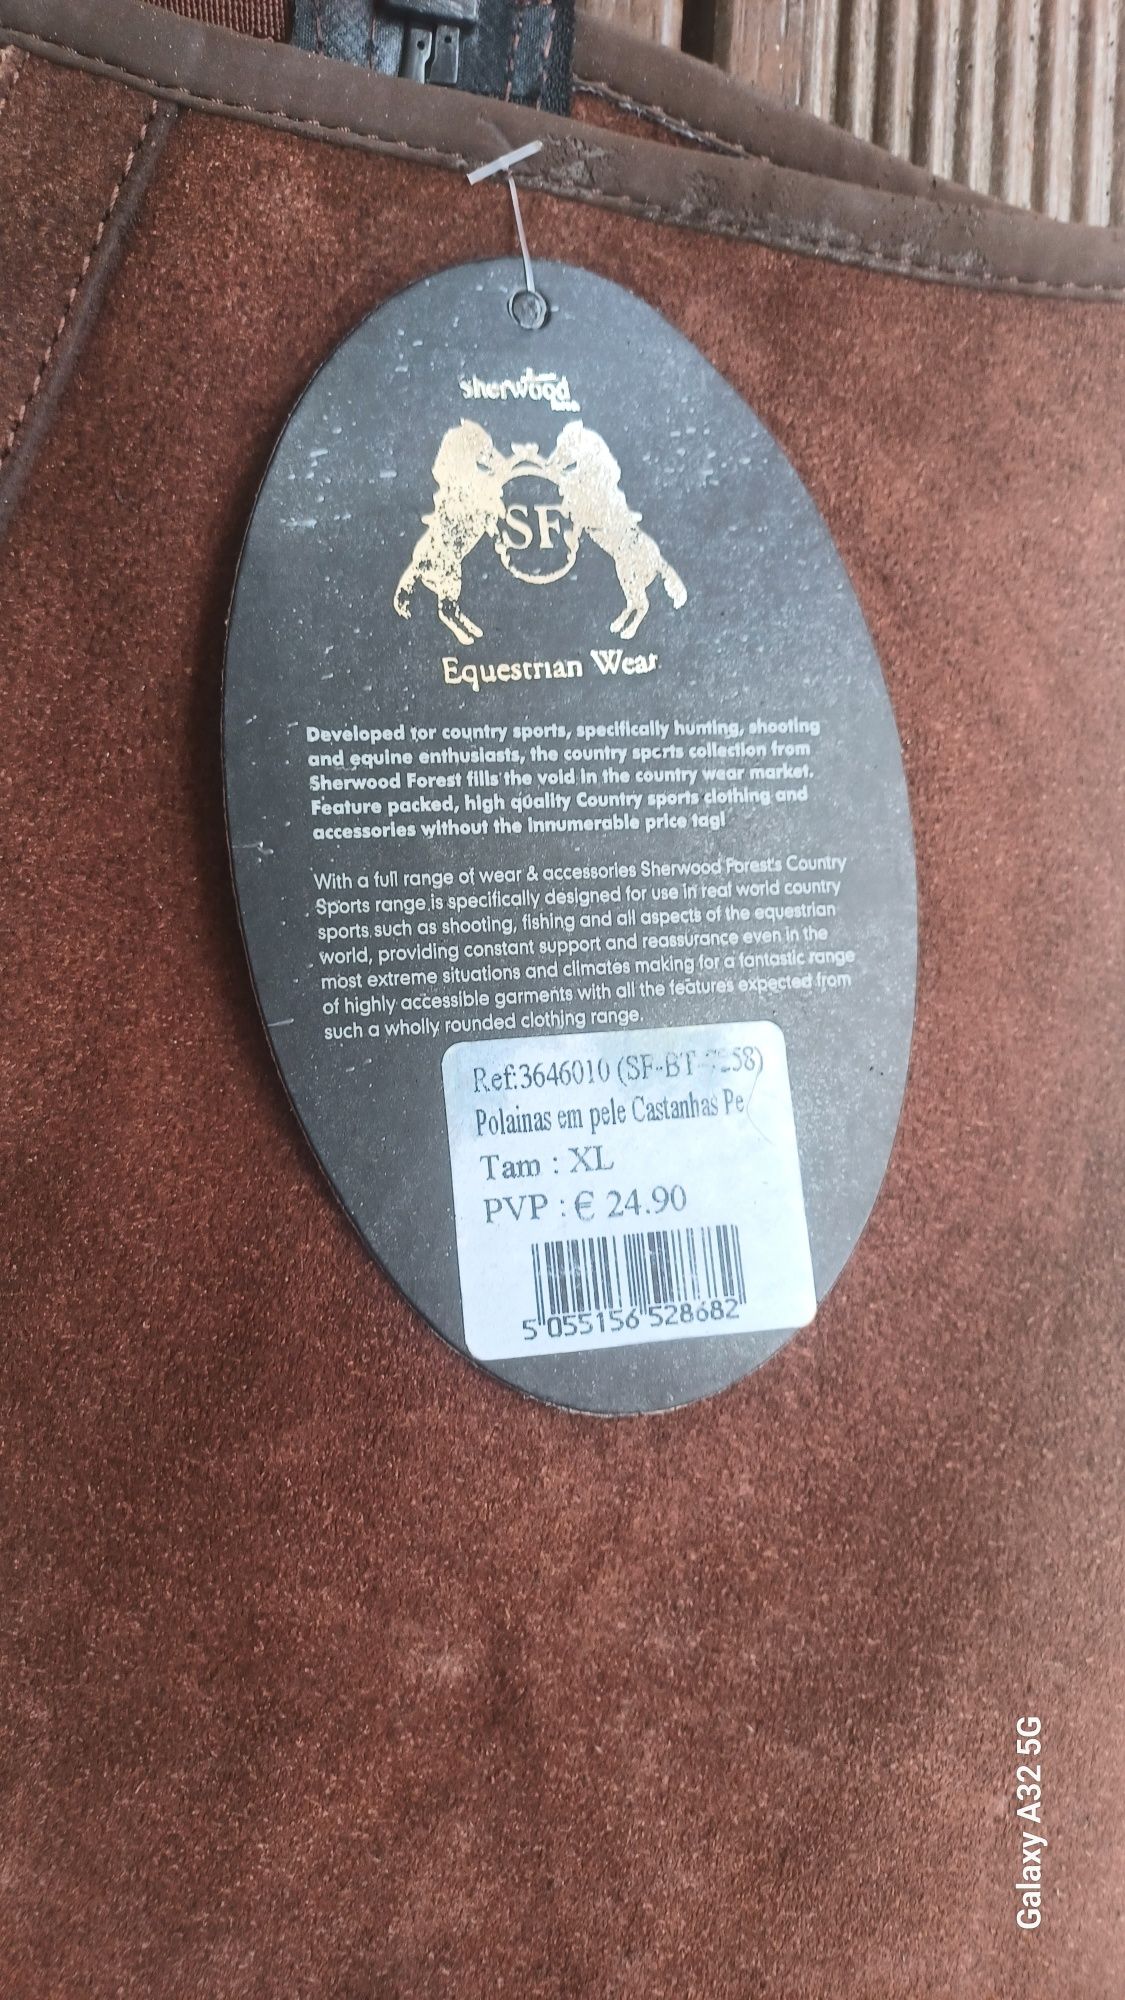 Sherwood
SF
Equestrian Wear
Developed for country sports, specifically hunting, shooting
and equine enthusiasts, the country sports collection from
Sherwood Forest fills the void in the country wear market.
Feature packed, high quality Country sports clothing and
accessories without the innumerable price tag!
With a full range of wear & accessories Sherwood Forest's Country
Sports range is specifically designed for use in real world country
sports such as shooting, fishing and all aspects of the equestrian
world, providing constant support and reassurance even in the
most extreme situations and climates making for a fantastic range
of highly accessible garments with all the features expected from
such a wholly rounded clothing range.
Ref:3646010
Polainas em pele Castanhas Pe
Tam : XL
PVP : € 24.90
5 055156 528682
Galaxy A32 5G